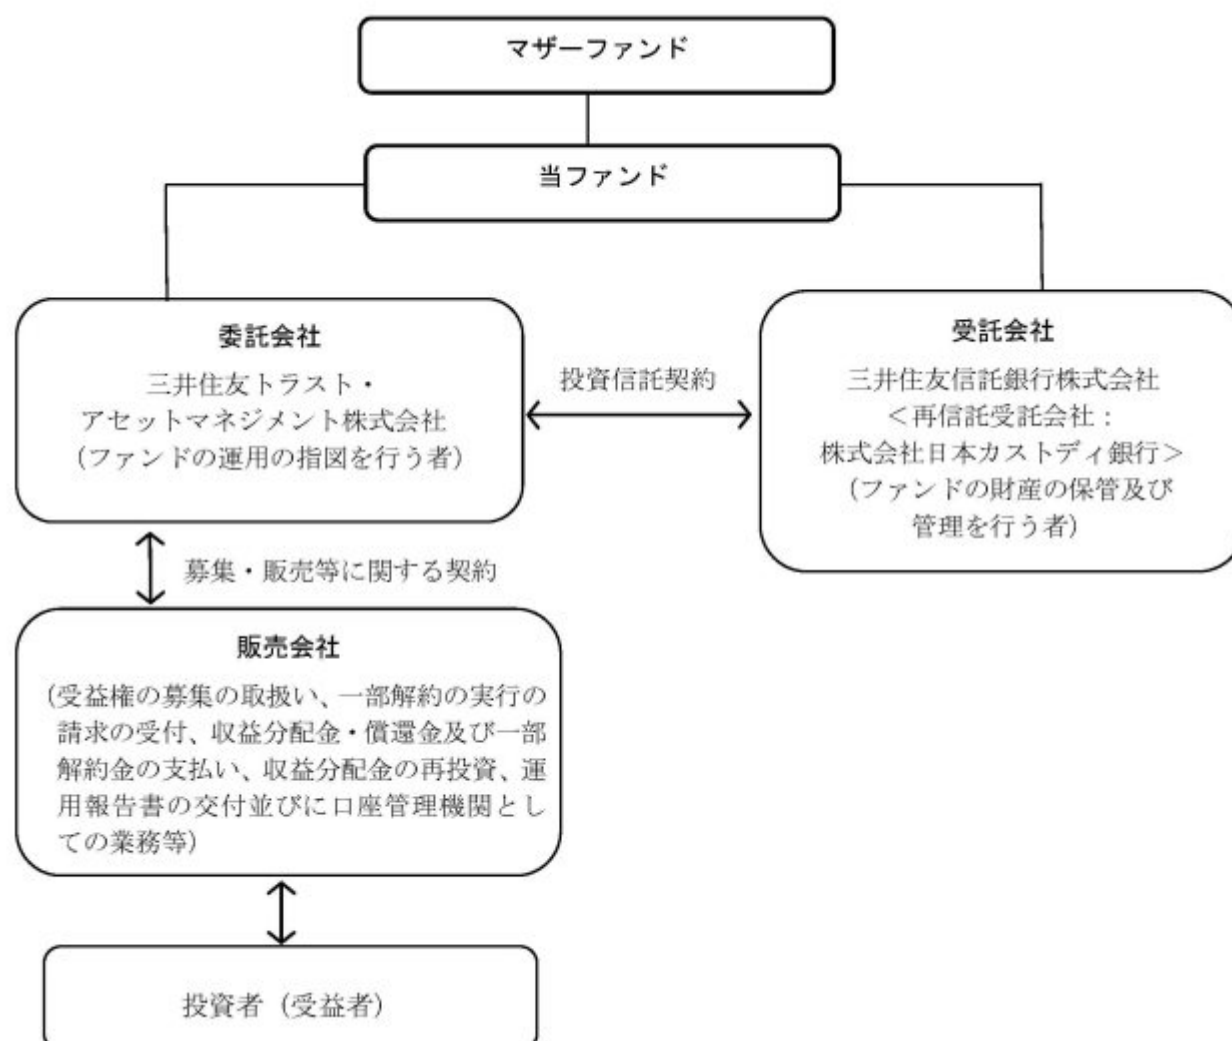 マザーファンド
当ファンド
委託会社
三井住友トラスト・
アセットマネジメント株式会社
（ファンドの運用の指図を行う者）
投資信託契約
受託会社
三井住友信託銀行株式会社
＜再信託受託会社：
株式会社日本カストディ銀行＞
（ファンドの財産の保管及び
管理を行う者）
募集・販売等に関する契約
販売会社
（受益権の募集の取扱い、一部解約の実行の
請求の受付、収益分配金・償還金及び一部
解約金の支払い、収益分配金の再投資、運
用報告書の交付並びに口座管理機関とし
ての業務等）
投資者（受益者）